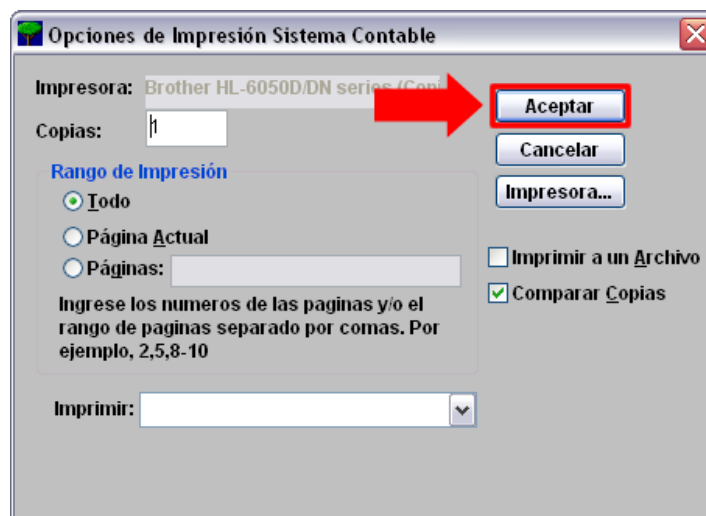 Opciones de Impresión Sistema Contable
Impresora: Brother HL-6050D/DN series
Aceptar
Copias: 1
Cancelar
Rango de Impresión
Impresora...
Todo
Página Actual
Páginas:
Imprimir a un Archivo
Comparar Copias
Ingrese los numeros de las paginas y/o el
rango de paginas separado por comas. Por
ejemplo, 2,5,8-10
Imprimir: